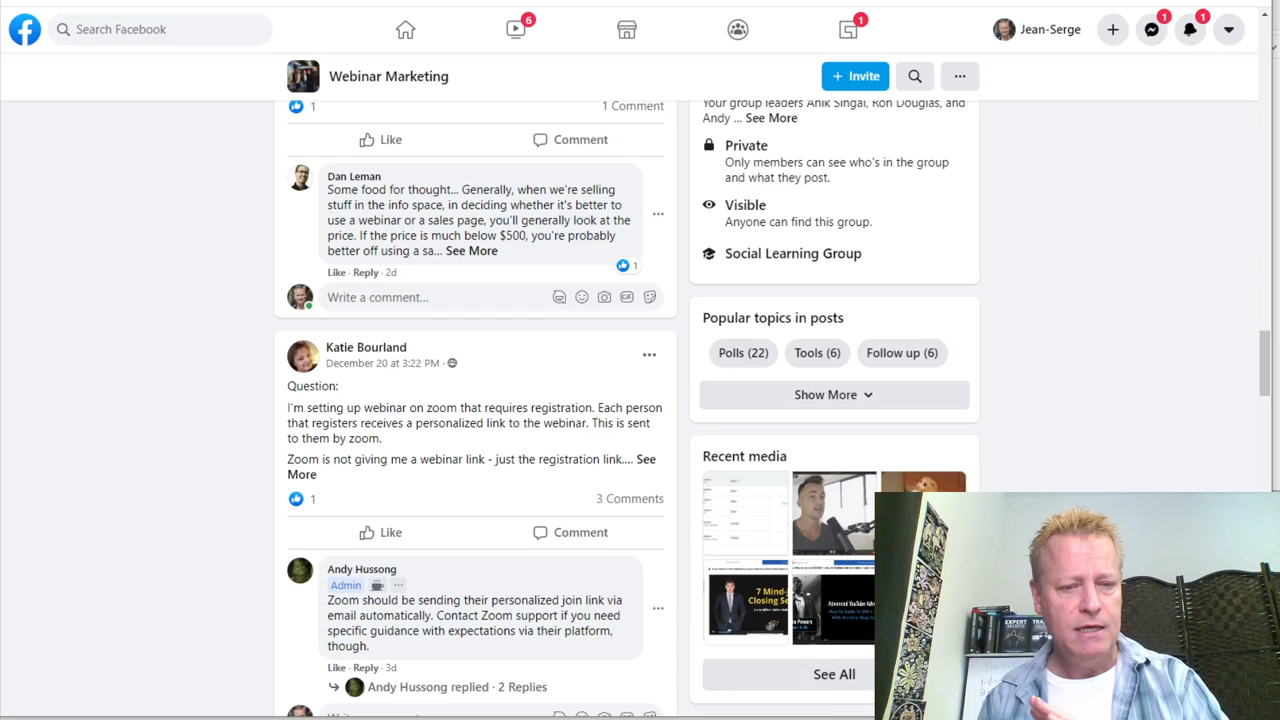 Search Facebook
6
1
Jean-Serge
1
1
Webinar Marketing
+ Invite
1
1 Comment
Like
Comment
Dan Leman
Some food for thought... Generally, when we're selling
stuff in the info space, in deciding whether it's better to
use a webinar or a sales page, you'll generally look at the
price. If the price is much below $500, you're probably
better off using a sa... See More
1
Like · Reply · 2d
Write a comment...
GIF
Katie Bourland
December 20 at 3:22 PM ·
Question:
I'm setting up webinar on zoom that requires registration. Each person
that registers receives a personalized link to the webinar. This is sent
to them by zoom.
Zoom is not giving me a webinar link - just the registration link.... See
More
1
3 Comments
Like
Comment
Andy Hussong
Admin
Zoom should be sending their personalized join link via
email automatically. Contact Zoom support if you need
specific guidance with expectations via their platform,
though.
Like · Reply · 3d
Andy Hussong replied · 2 Replies
Your group leaders Anik Singal, Ron Douglas, and
Andy ... See More
Private
Only members can see who's in the group
and what they post.
Visible
Anyone can find this group.
Social Learning Group
Popular topics in posts
Polls (22)
Tools (6)
Follow up (6)
Show More
Recent media
7 Mind-
Closing Se
Advanced YouTube Ad
See All
EXPERT
SECRETS